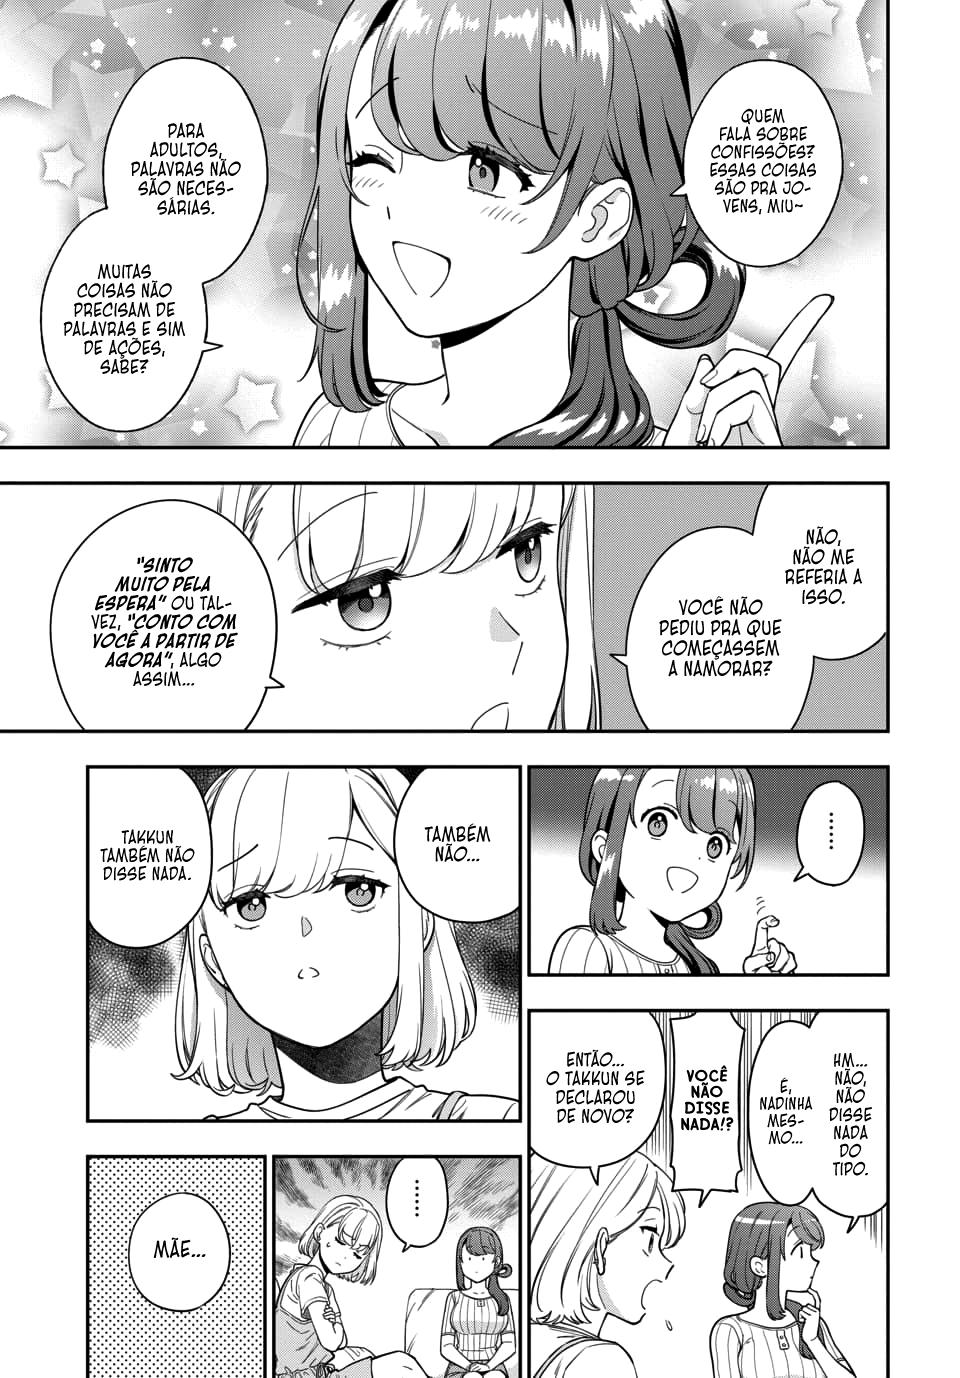 QUEM
FALA SOBRE
CONFISSÕES?
ESSAS COISAS
SÃO PRA JO-
VENS, MIU~
PARA
ADULTOS,
PALAVRAS NÃO
SÃO NECES-
SÁRIAS.
MUITAS
COISAS NÃO
PRECISAM DE
PALAVRAS E SIM
DE AÇÕES,
SABE?
NÃO,
NÃO ME
REFERIA A
ISSO.
VOCÊ NÃO
PEDIU PRA QUE
COMEÇASSEM
A NAMORAR?
"SINTO
MUITO PELA
ESPERA" OU TAL-
VEZ, "CONTO COM
VOCÊ A PARTIR DE
AGORA", ALGO
ASSIM...
......
TAMBÉM
NÃO...
TAKKUN
TAMBÉM NÃO
DISSE NADA.
HM...
NÃO,
NÃO
DISSE
NADA
DO
TIPO.
É,
NADINHA
MES-
MO...
VOCÊ
NÃO
DISSE
NADA!?
ENTÃO...
O TAKKUN SE
DECLAROU
DE NOVO?
......
MÃE...